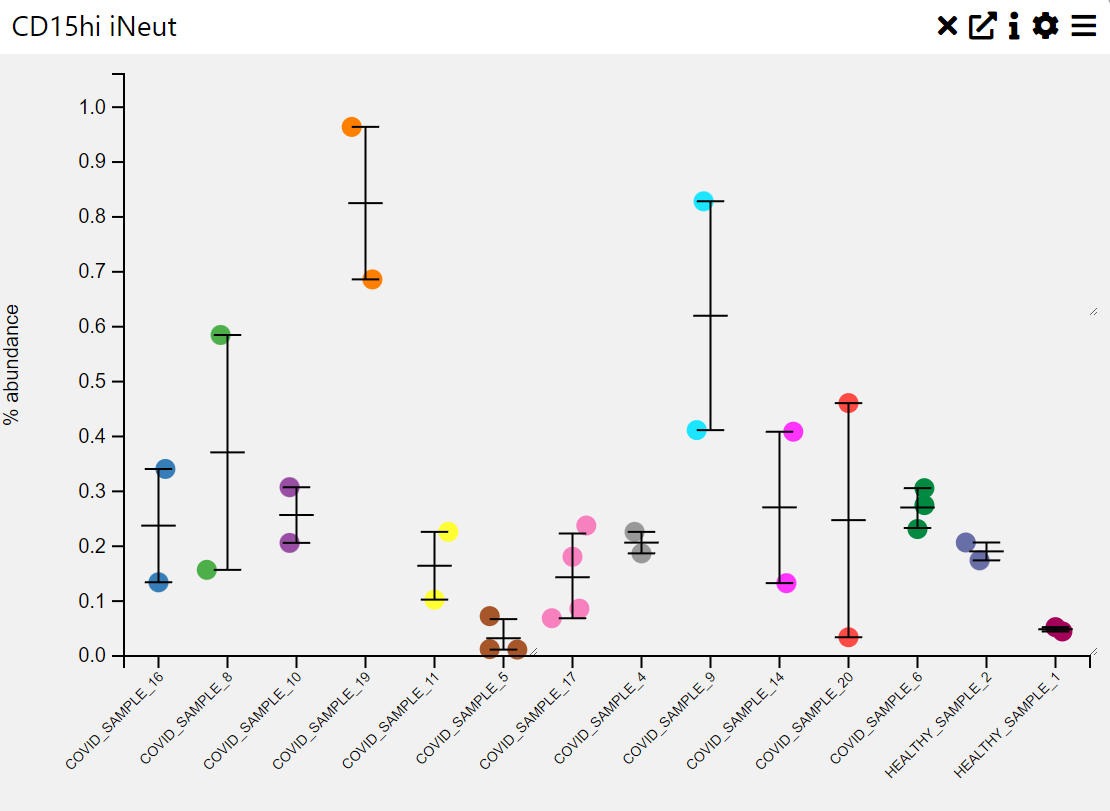 CD15hi iNeut
% abundance
1.0
0.9
0.8
0.7
0.6
0.5
0.4
0.3
0.2
0.1
0.0
COVID_SAMPLE_16
COVID_SAMPLE_8
COVID_SAMPLE_10
COVID_SAMPLE_19
COVID_SAMPLE_11
COVID_SAMPLE_5
COVID_SAMPLE_17
COVID_SAMPLE_4
COVID_SAMPLE_9
COVID_SAMPLE_14
COVID_SAMPLE_20
COVID_SAMPLE_6
HEALTHY_SAMPLE_2
HEALTHY_SAMPLE_1